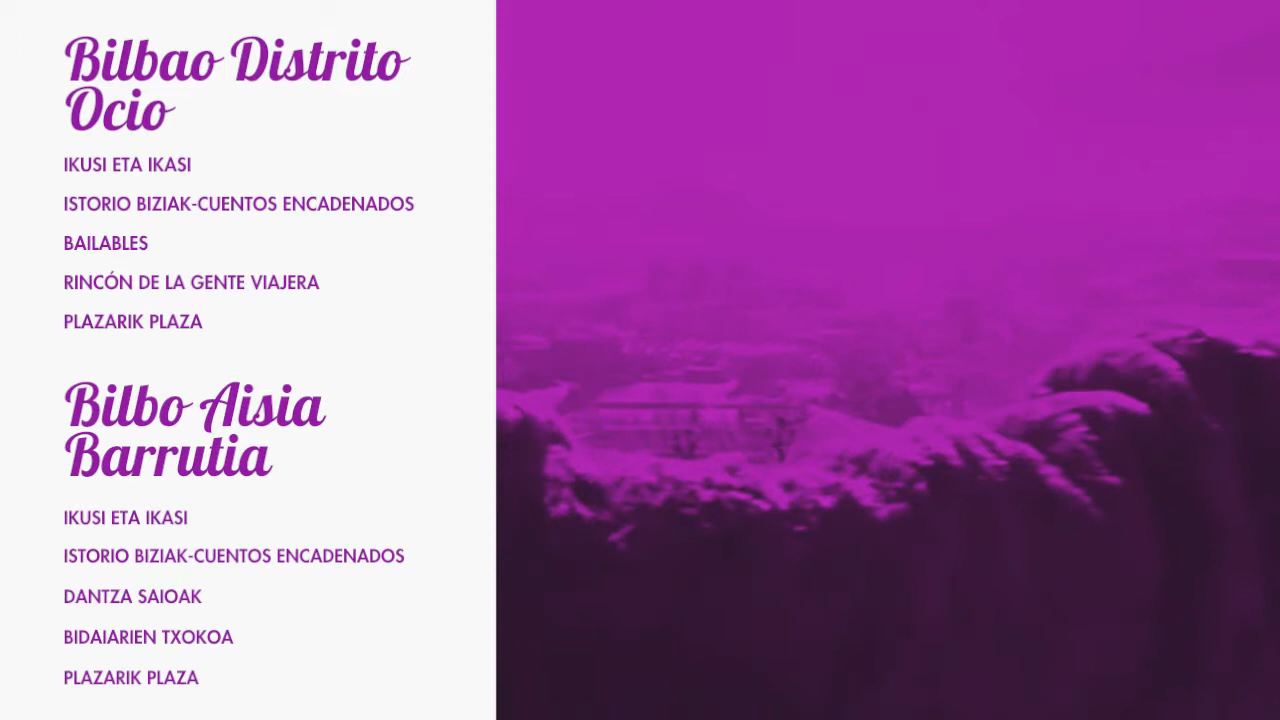 Bilbao Distrito
Ocio
IKUSI ETA IKASI
ISTORIO BIZIAK-CUENTOS ENCADENADOS
BAILABLES
RINCÓN DE LA GENTE VIAJERA
PLAZARIK PLAZA
Bilbo Aisia
Barrutia
IKUSI ETA IKASI
ISTORIO BIZIAK-CUENTOS ENCADENADOS
DANTZA SAIOAK
BIDAIARIEN TXOKOA
PLAZARIK PLAZA